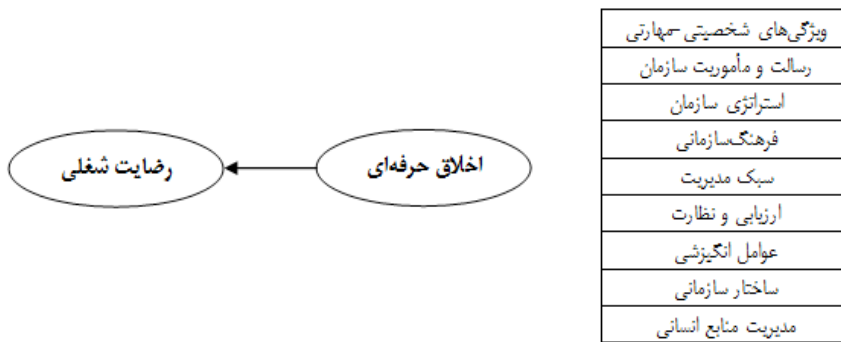 ویژگی‌های شخصیتی-مهارتی
رسالت و مأموریت سازمان
استراتژی سازمان
فرهنگ‌سازمانی
سبک مدیریت
ارزیابی و نظارت
عوامل انگیزشی
ساختار سازمانی
مدیریت منابع انسانی
اخلاق حرفه‌ای
رضایت شغلی